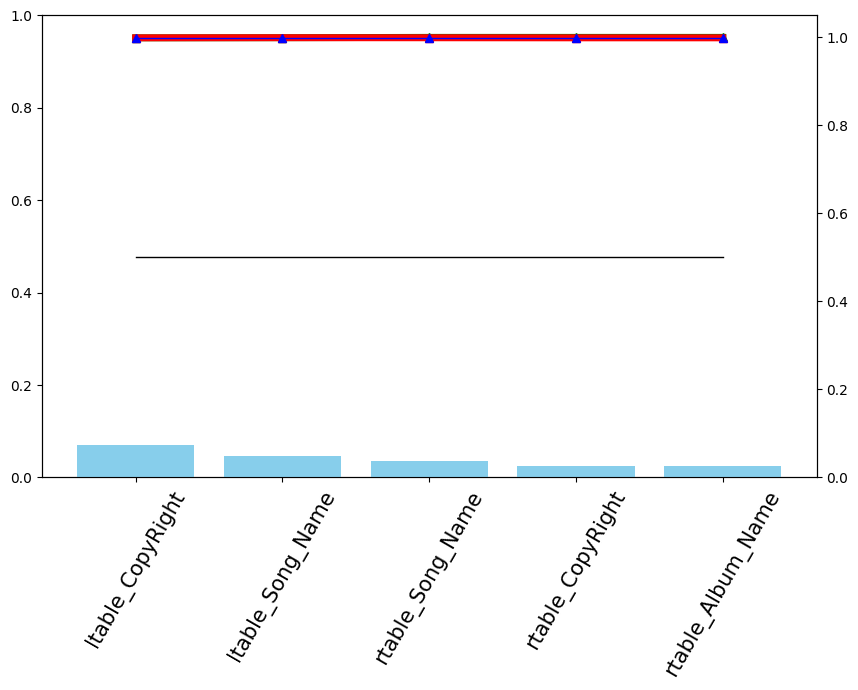 1.0
0.8
0.6
0.4
0.2
0.0
1.0
0.8
0.6
0.4
0.2
0.0
ltable_CopyRight
ltable_Song_Name
rtable_Song_Name
rtable_CopyRight
rtable_Album_Name